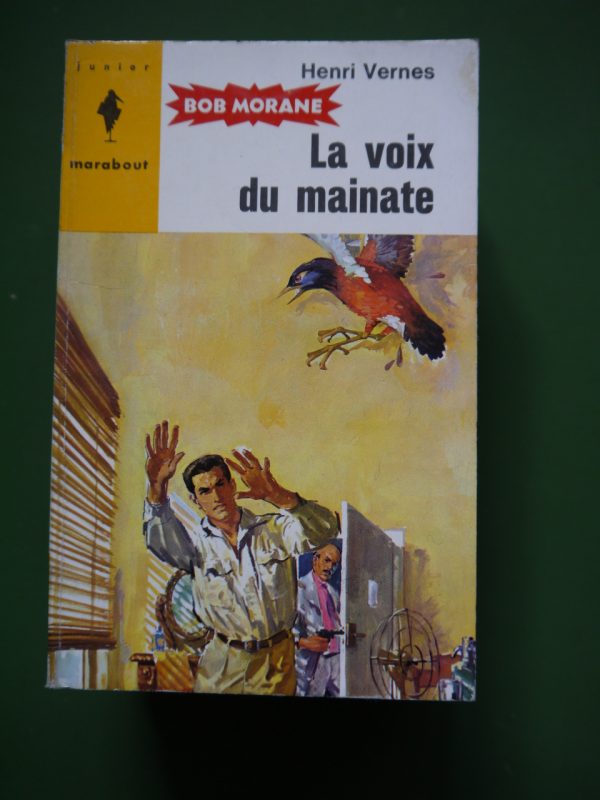 junior
marabout
Henri Vernes
BOB MORANE
La voix
du mainate